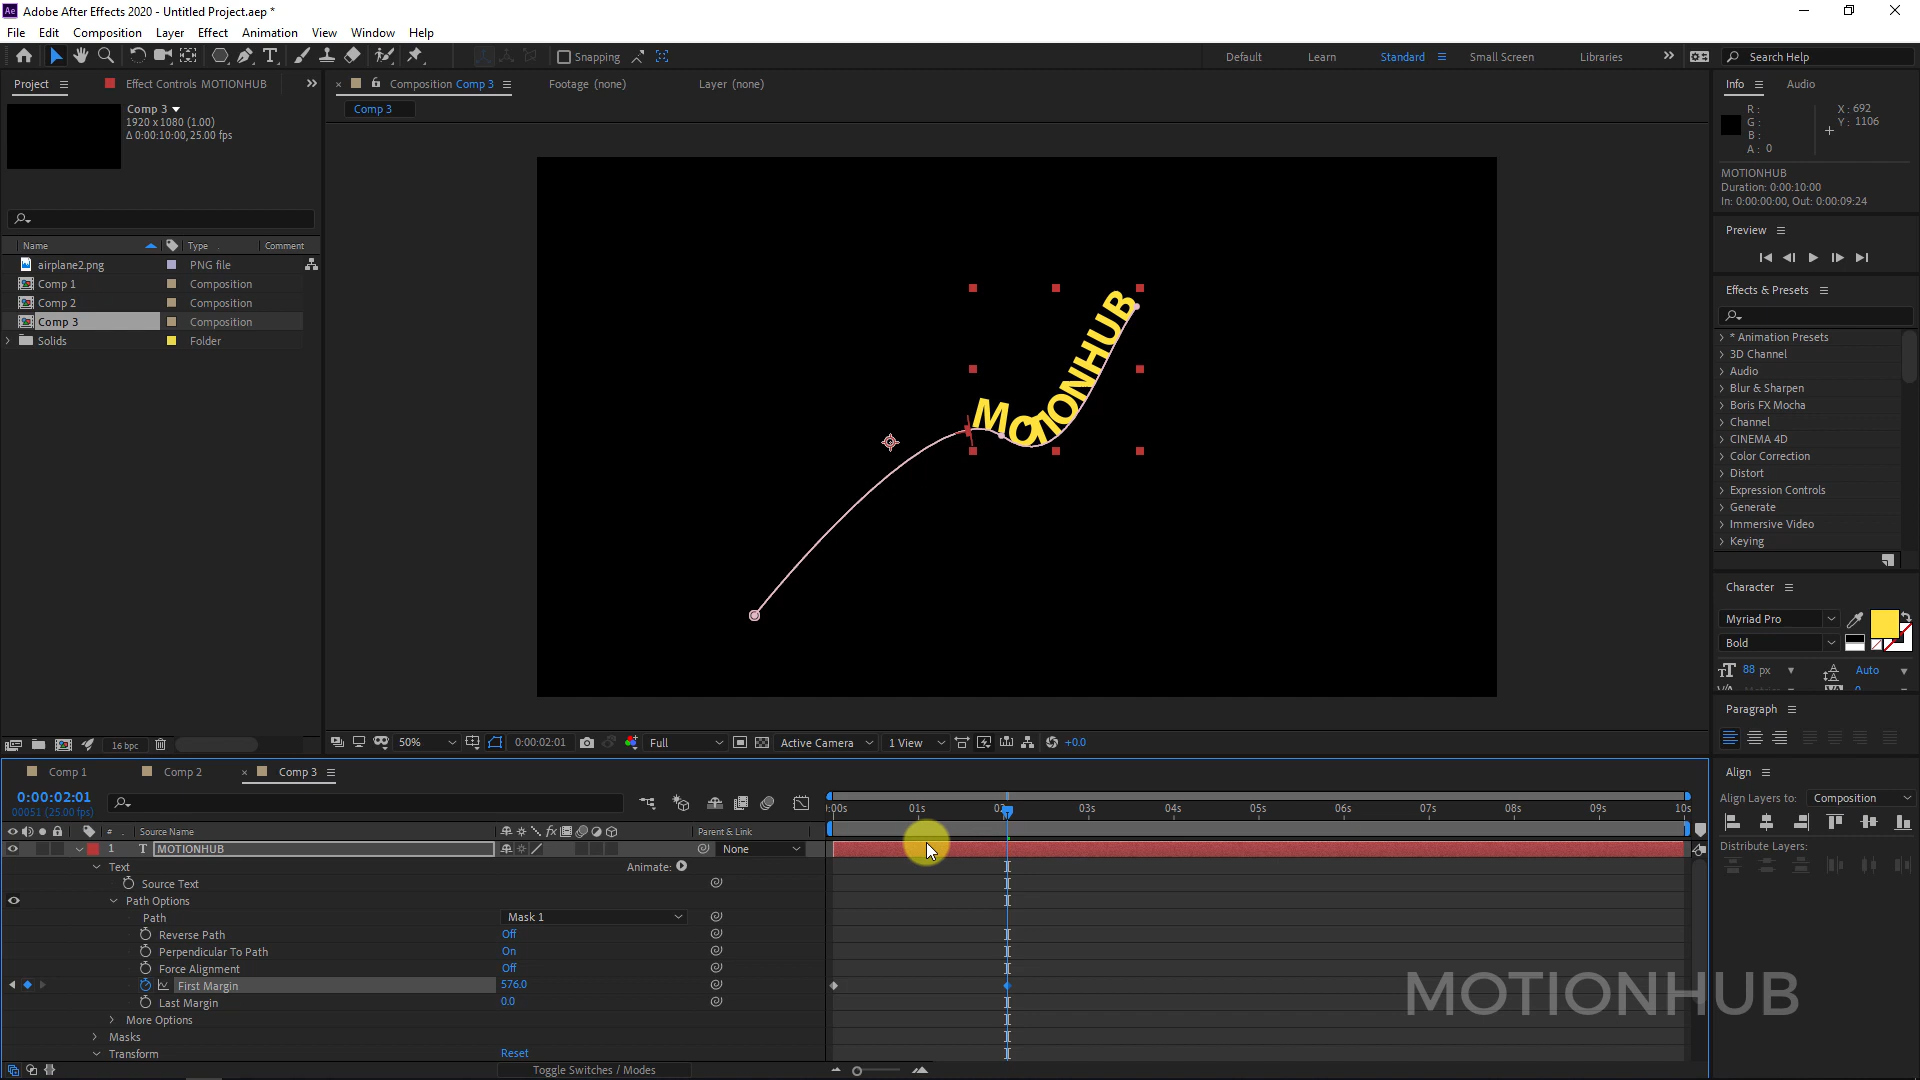 Adobe After Effects 2020 - Untitled Project.aep *
File Edit Composition Layer Effect Animation View Window Help
Snapping Default Learn Standard Small Screen Libraries Search Help
Project Effect Controls MOTIONHUB
Composition Comp 3 Footage (none) Layer (none)
Info Audio
Comp 3
1920 x 1080 (1.00)
Δ 0:00:10:00, 25.00 fps
Comp 3
R :
G :
B :
A : 0
X : 692
Y : 1106
MOTIONHUB
Duration: 0:00:10:00
In: 0:00:00:00, Out: 0:00:09:24
Preview
Name Type Comment
airplane2.png PNG file
Comp 1 Composition
Comp 2 Composition
Comp 3 Composition
Solids Folder
MOTIONHUB
Effects & Presets
* Animation Presets
3D Channel
Audio
Blur & Sharpen
Boris FX Mocha
Channel
CINEMA 4D
Color Correction
Distort
Expression Controls
Generate
Immersive Video
Keying
Character
Myriad Pro
Bold
88 px Auto
Paragraph
16 bpc
50% 0:00:02:01 Full Active Camera 1 View +0.0
Comp 1 Comp 2 Comp 3
0:00:02:01
00051 (25.00 fps)
01s 03s 04s 05s 06s 07s 08s 09s 10s
# Source Name fx Parent & Link
1 T MOTIONHUB None
Text Animate:
Source Text
Path Options
Path Mask 1
Reverse Path Off
Perpendicular To Path On
Force Alignment Off
First Margin 576.0
Last Margin 0.0
More Options
Masks
Transform Reset
Toggle Switches / Modes
Align
Align Layers to: Composition
Distribute Layers:
MOTIONHUB